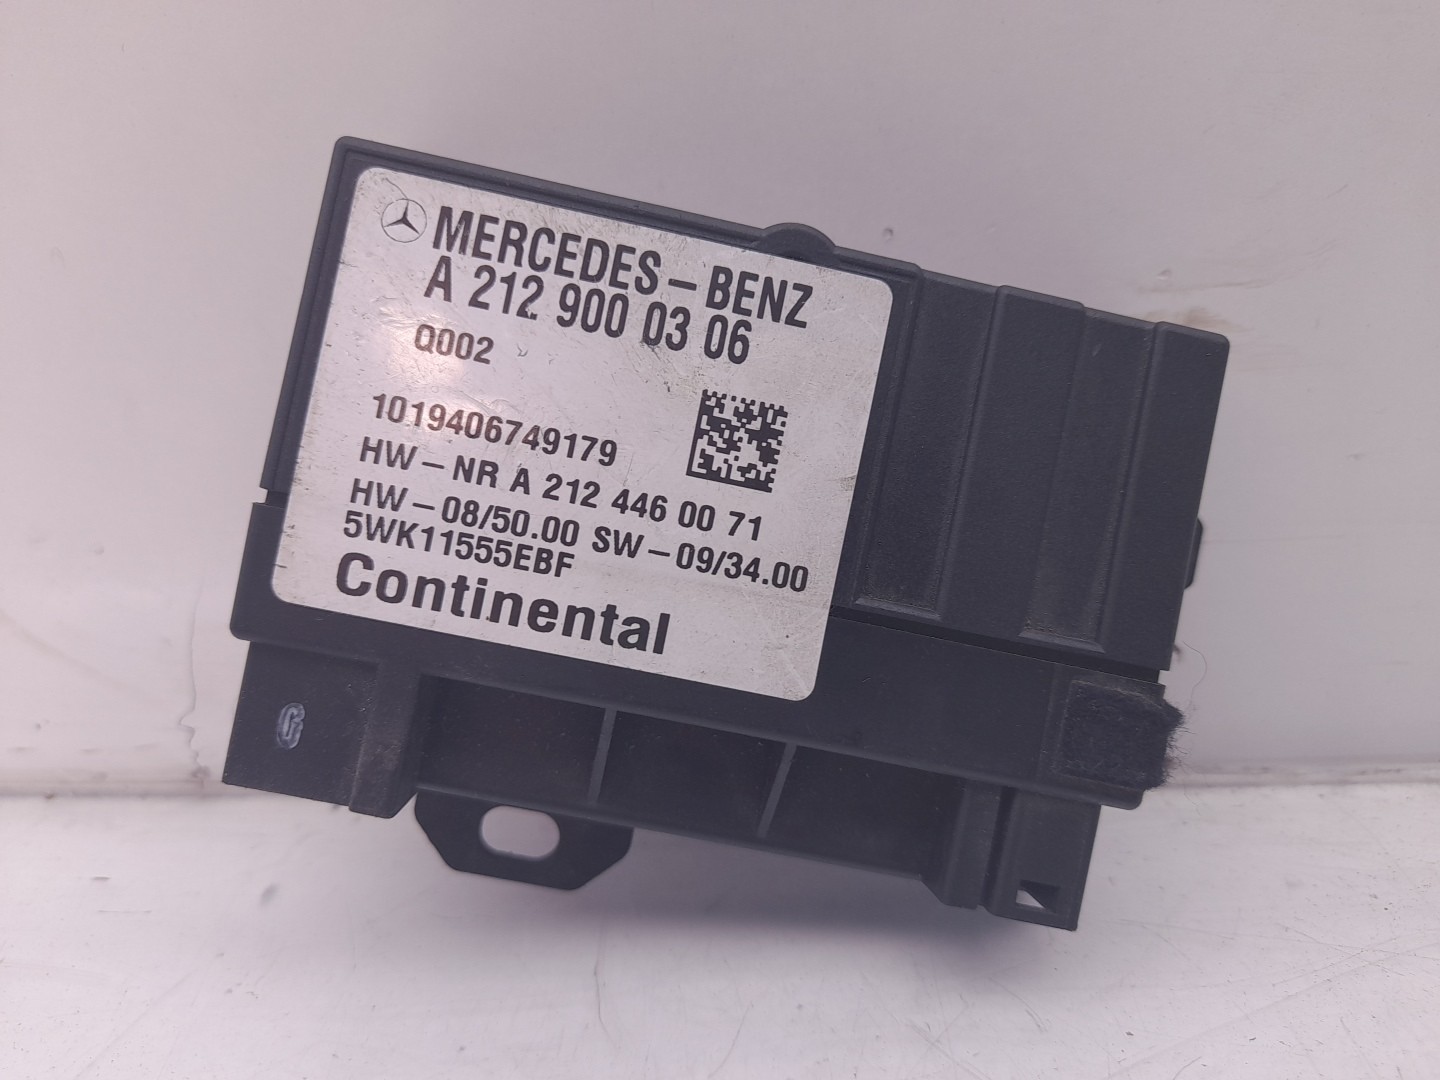 MERCEDES-BENZ
A 212 900 03 06
Q002
1019406749179
HW-NR A 212 446 00 71
HW-08/50.00 SW-09/34.00
5WK11555EBF
Continental
G